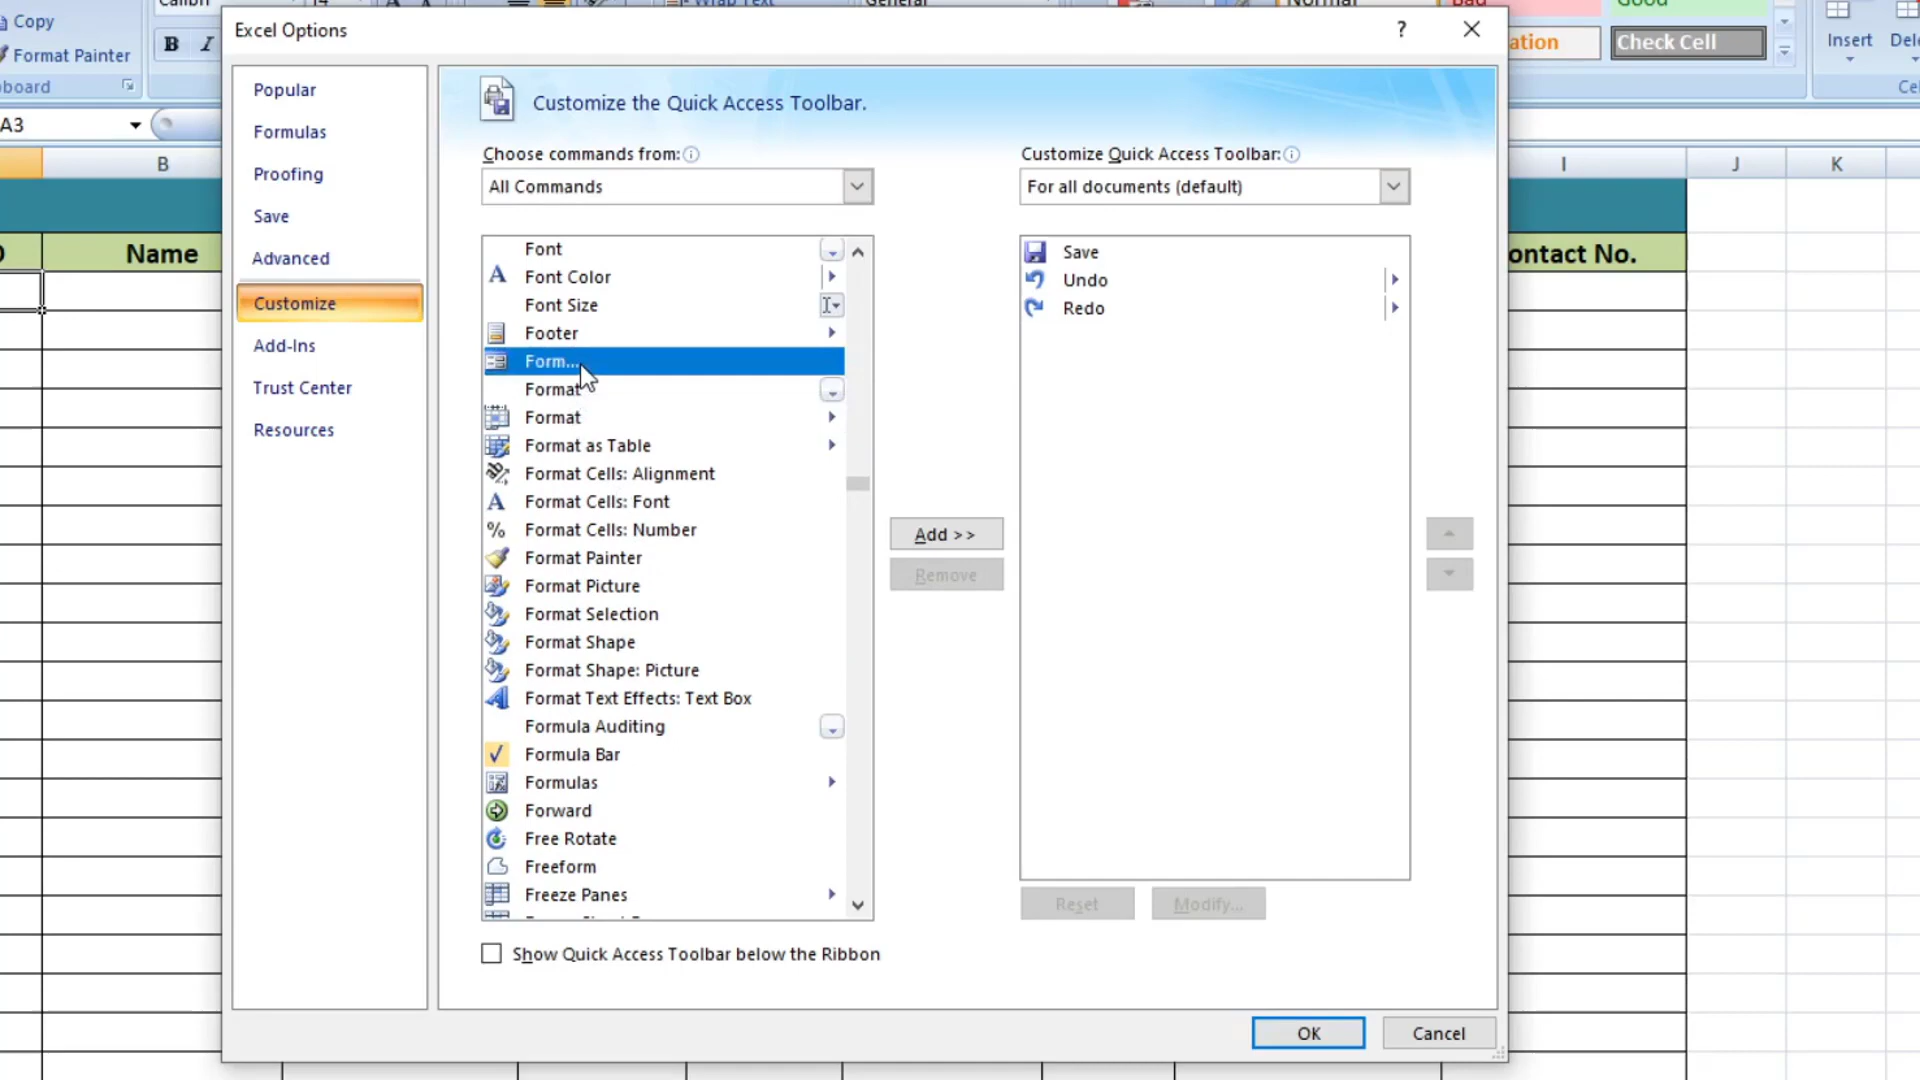 Copy
Format Painter
B I
Wrap Text
General
Normal
Bad
Good
Check Cell
Insert
A3
Excel Options
?
Popular
Formulas
Proofing
Save
Advanced
Customize
Add-Ins
Trust Center
Resources
Customize the Quick Access Toolbar.
Choose commands from:
All Commands
Font
Font Color
Font Size
Footer
Form...
Format
Format
Format as Table
Format Cells: Alignment
Format Cells: Font
Format Cells: Number
Format Painter
Format Picture
Format Selection
Format Shape
Format Shape: Picture
Format Text Effects: Text Box
Formula Auditing
Formula Bar
Formulas
Forward
Free Rotate
Freeform
Freeze Panes
Show Quick Access Toolbar below the Ribbon
Add >>
Remove
Customize Quick Access Toolbar:
For all documents (default)
Save
Undo
Redo
Reset
Modify...
OK
Cancel
B
I
J
K
Name
ontact No.